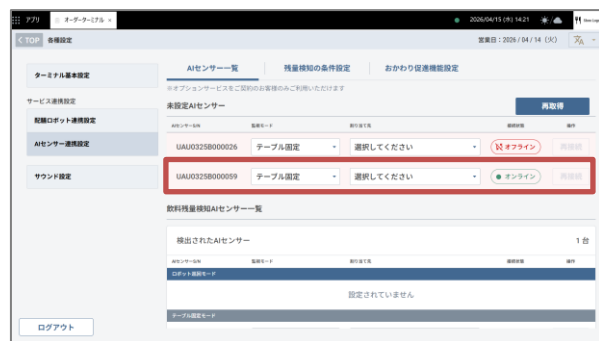 アプリ オーダーターミナル ×
2026/04/15 (水) 14:21
< TOP 各種設定 営業日 : 2026 / 04 / 14 (火)
ターミナル基本設定
サービス連携設定
配膳ロボット連携設定
AIセンサー連携設定
サウンド設定
ログアウト
AIセンサー一覧 残量検知の条件設定 おかわり促進機能設定
※オプションサービスをご契約のお客様のみご利用いただけます
未設定AIセンサー 再取得
AIセンサーS/N 監視モード 割り当て先 接続状態 操作
UAU0325B000026 テーブル固定 選択してください オフライン 再接続
UAU0325B000059 テーブル固定 選択してください オンライン 再接続
飲料残量検知AIセンサー一覧
検出されたAIセンサー 1 台
AIセンサーS/N 監視モード 割り当て先 接続状態 操作
ロボット巡回モード
設定されていません
テーブル固定モード